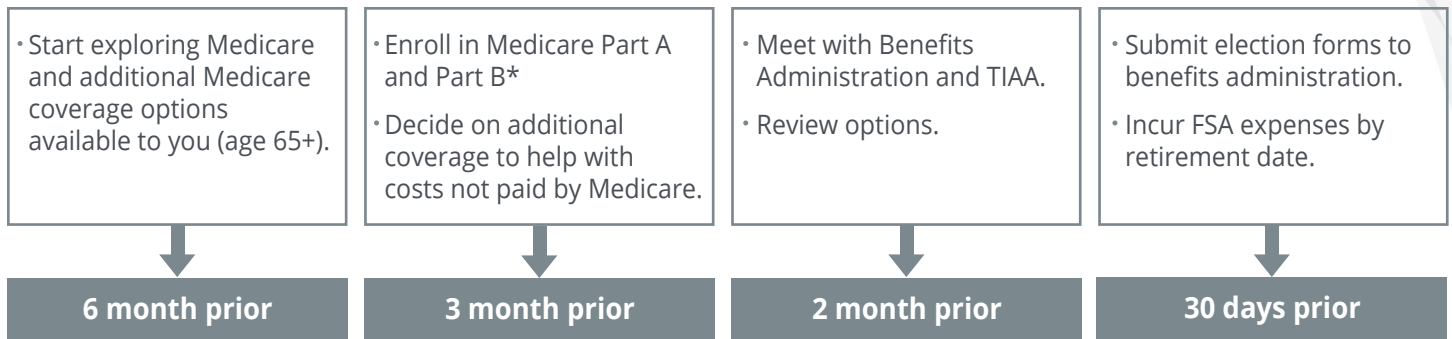 · Start exploring Medicare
and additional Medicare
coverage options
available to you (age 65+).
· Enroll in Medicare Part A
and Part B*
· Decide on additional
coverage to help with
costs not paid by Medicare.
· Meet with Benefits
Administration and TIAA.
· Review options.
· Submit election forms to
benefits administration.
· Incur FSA expenses by
retirement date.
6 month prior
3 month prior
2 month prior
30 days prior